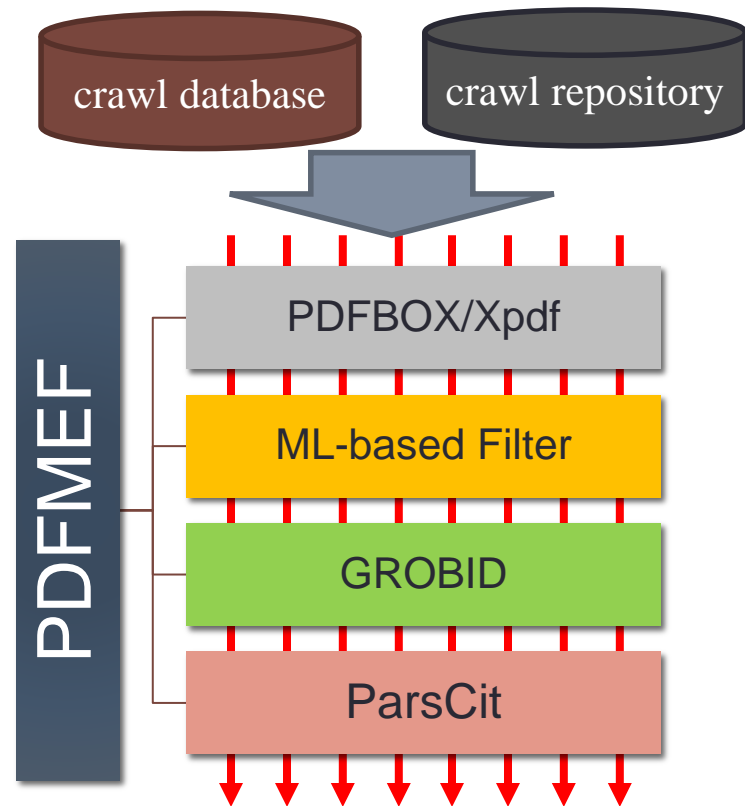 crawl database
crawl repository
PDFMEF
PDFBOX/Xpdf
ML-based Filter
GROBID
ParsCit